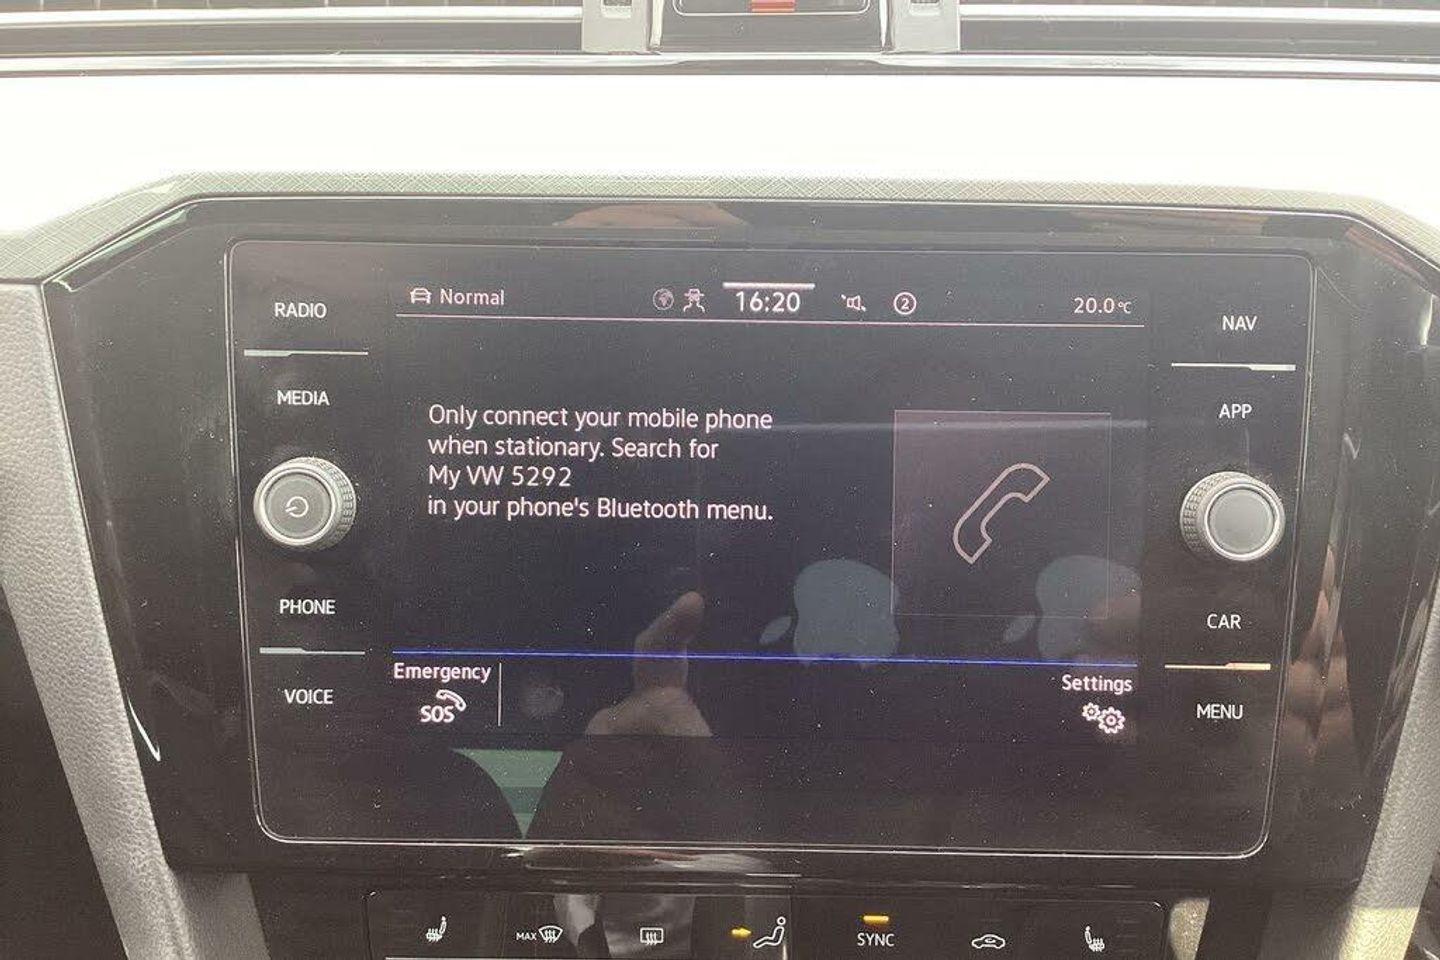 Normal
16:20
2
20.0°C
RADIO
MEDIA
PHONE
VOICE
NAV
APP
CAR
MENU
Only connect your mobile phone
when stationary. Search for
My VW 5292
in your phone's Bluetooth menu.
Emergency
SOS
Settings
MAX
SYNC